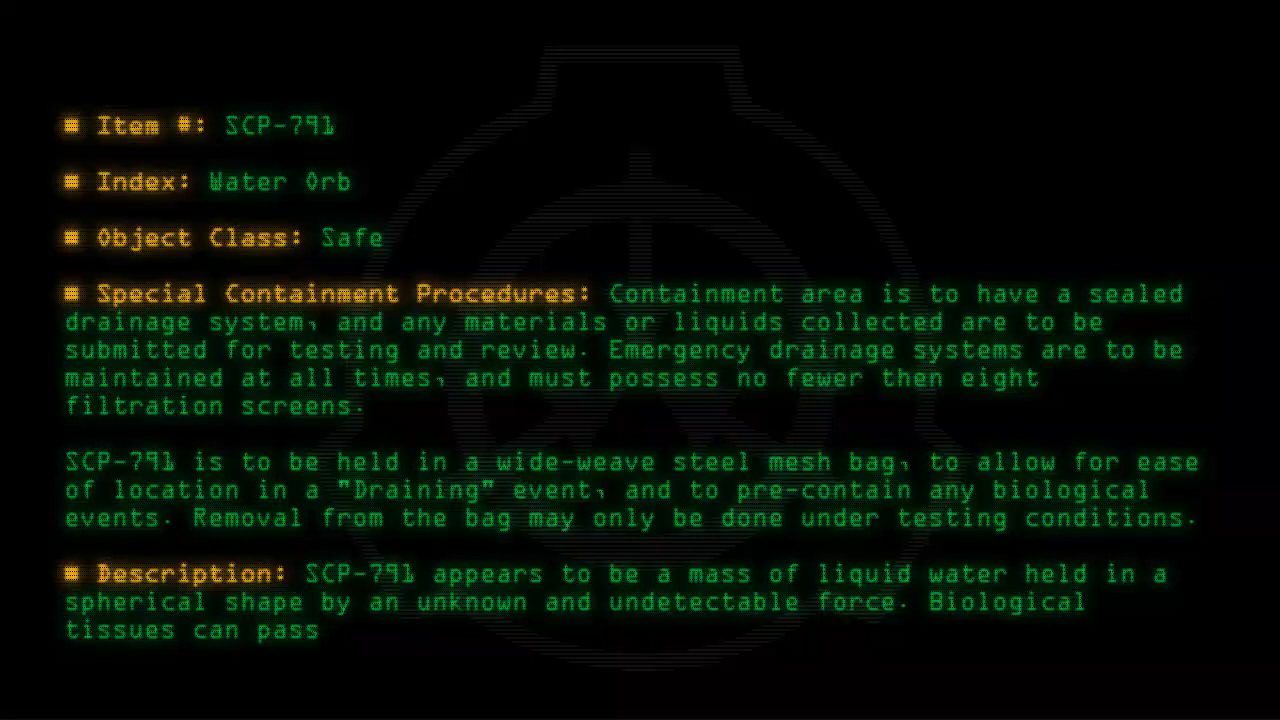 ■ Item #: SCP-791
■ Index: Water Orb
■ Object Class: Safe
■ Special Containment Procedures: Containment area is to have a sealed
drainage system, and any materials or liquids collected are to be
submitted for testing and review. Emergency drainage systems are to be
maintained at all times, and must possess no fewer then eight
filtration screens.
SCP-791 is to be held in a wide-weave steel mesh bag, to allow for ease
of location in a "Draining" event, and to pre-contain any biological
events. Removal from the bag may only be done under testing conditions.
■ Description: SCP-791 appears to be a mass of liquid water held in a
spherical shape by an unknown and undetectable force. Biological
tissues can pass